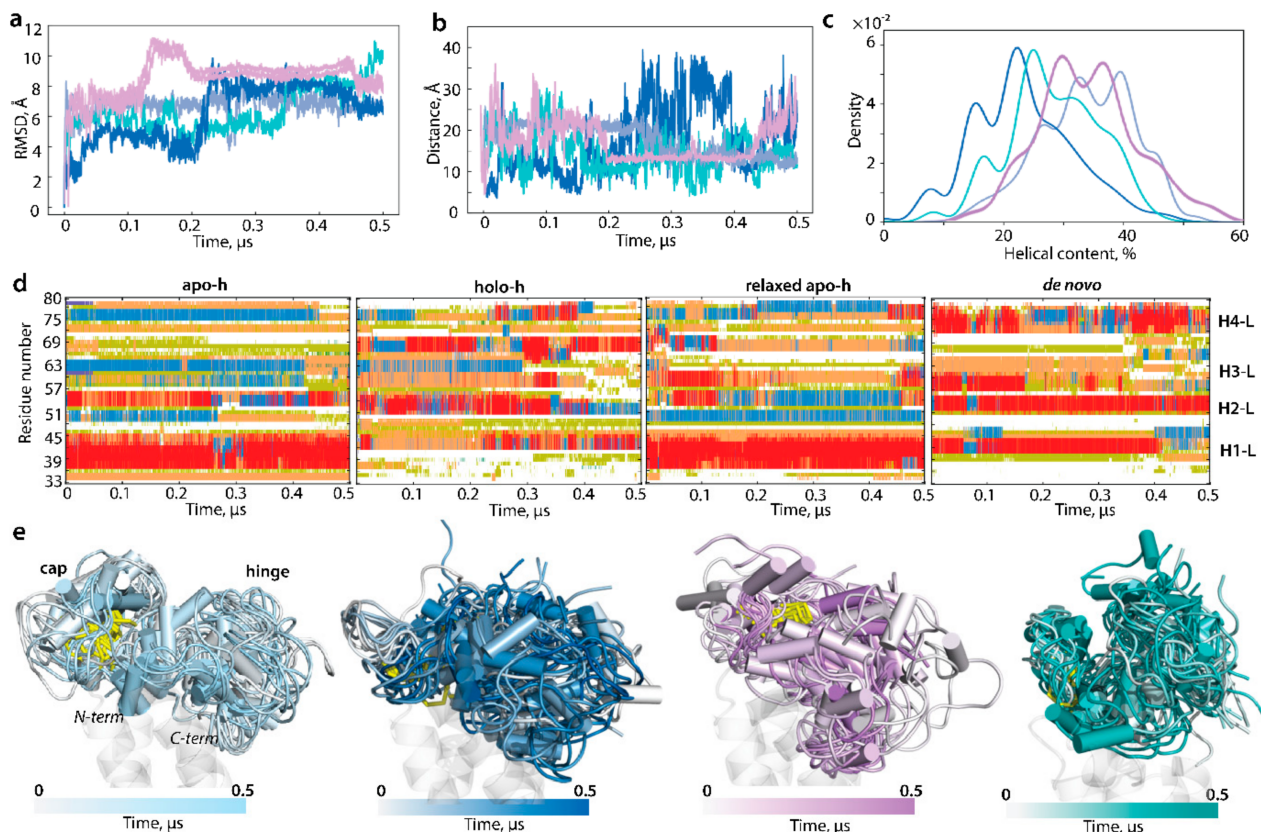 a
12
10
8
6
4
2
0
RMSD, Å
0 0.1 0.2 0.3 0.4 0.5
Time, µs
b
40
30
20
10
0
Distance, Å
0 0.1 0.2 0.3 0.4 0.5
Time, µs
c
×10⁻²
6
4
2
0
Density
0 20 40 60
Helical content, %
d
apo-h holo-h relaxed apo-h de novo
80
75
69
63
57
51
45
39
33
Residue number
H4-L
H3-L
H2-L
H1-L
0 0.1 0.2 0.3 0.4 0.5 0.1 0.2 0.3 0.4 0.5 0.1 0.2 0.3 0.4 0.5 0.1 0.2 0.3 0.4 0.5
Time, µs Time, µs Time, µs Time, µs
e
cap hinge
N-term
C-term
0 0.5 0 0.5 0 0.5 0 0.5
Time, µs Time, µs Time, µs Time, µs